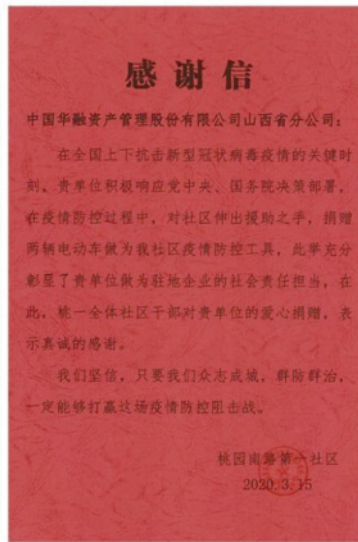 感谢信
中国华融资产管理股份有限公司山西省分公司：
在全国上下抗击新型冠状病毒疫情的关键时
刻，贵单位积极响应党中央、国务院决策部署，
在疫情防控过程中，对社区伸出援助之手，捐赠
两辆电动车做为我社区疫情防控工具，此举充分
彰显了贵单位做为驻地企业的社会责任担当，在
此，桃一全体社区干部对贵单位的爱心捐赠，表
示真诚的感谢。
我们坚信，只要我们众志成城，群防群治，
一定能够打赢这场疫情防控阻击战。
桃园南路第一社区
2020.3.15